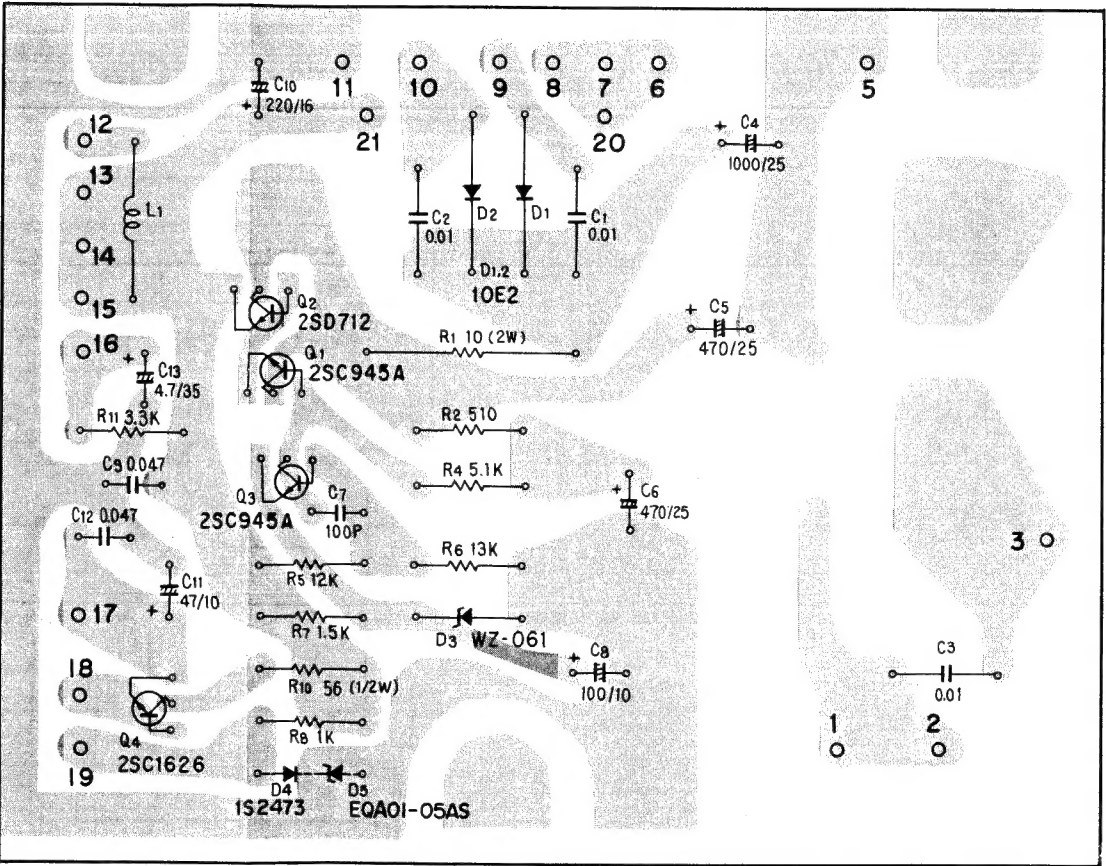 C10
+ 220/16
11
10
9
8
7
6
5
12
21
20
+ C4
1000/25
13
L1
C2
0.01
D2
D1
C1
0.01
14
D1.2
10E2
15
Q2
2SD712
+ C5
470/25
16
R1 10 (2W)
+ C13
4.7/35
Q1
2SC945A
R11 3.3K
R2 510
C9 0.047
R4 5.1K
Q3
2SC945A
C7
100P
+ C6
470/25
C12 0.047
3
R5 12K
R6 13K
C11
47/10
+
17
R7 1.5K
D3 WZ-061
+ C8
100/10
C3
0.01
18
R10 56 (1/2W)
1
2
Q4
2SC1626
R8 1K
19
D4
1S2473
D5
EQA01-05AS